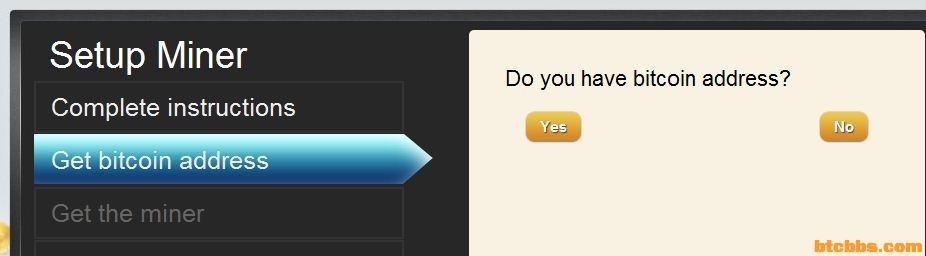 Setup Miner
Complete instructions
Get bitcoin address
Get the miner
Do you have bitcoin address?
Yes
No
btcbbs.com